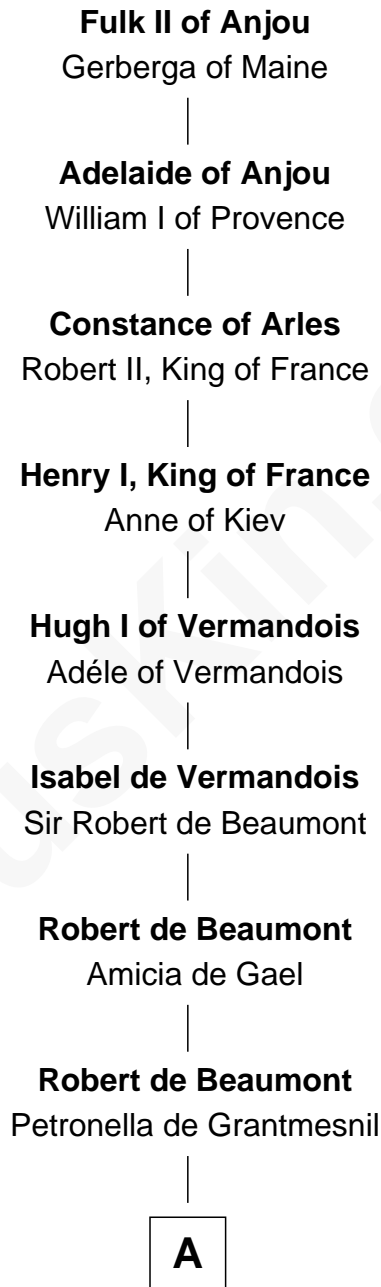 Fulk II of Anjou
Gerberga of Maine
Adelaide of Anjou
William I of Provence
Constance of Arles
Robert II, King of France
Henry I, King of France
Anne of Kiev
Hugh I of Vermandois
Adéle of Vermandois
Isabel de Vermandois
Sir Robert de Beaumont
Robert de Beaumont
Amicia de Gael
Robert de Beaumont
Petronella de Grantmesnil
A